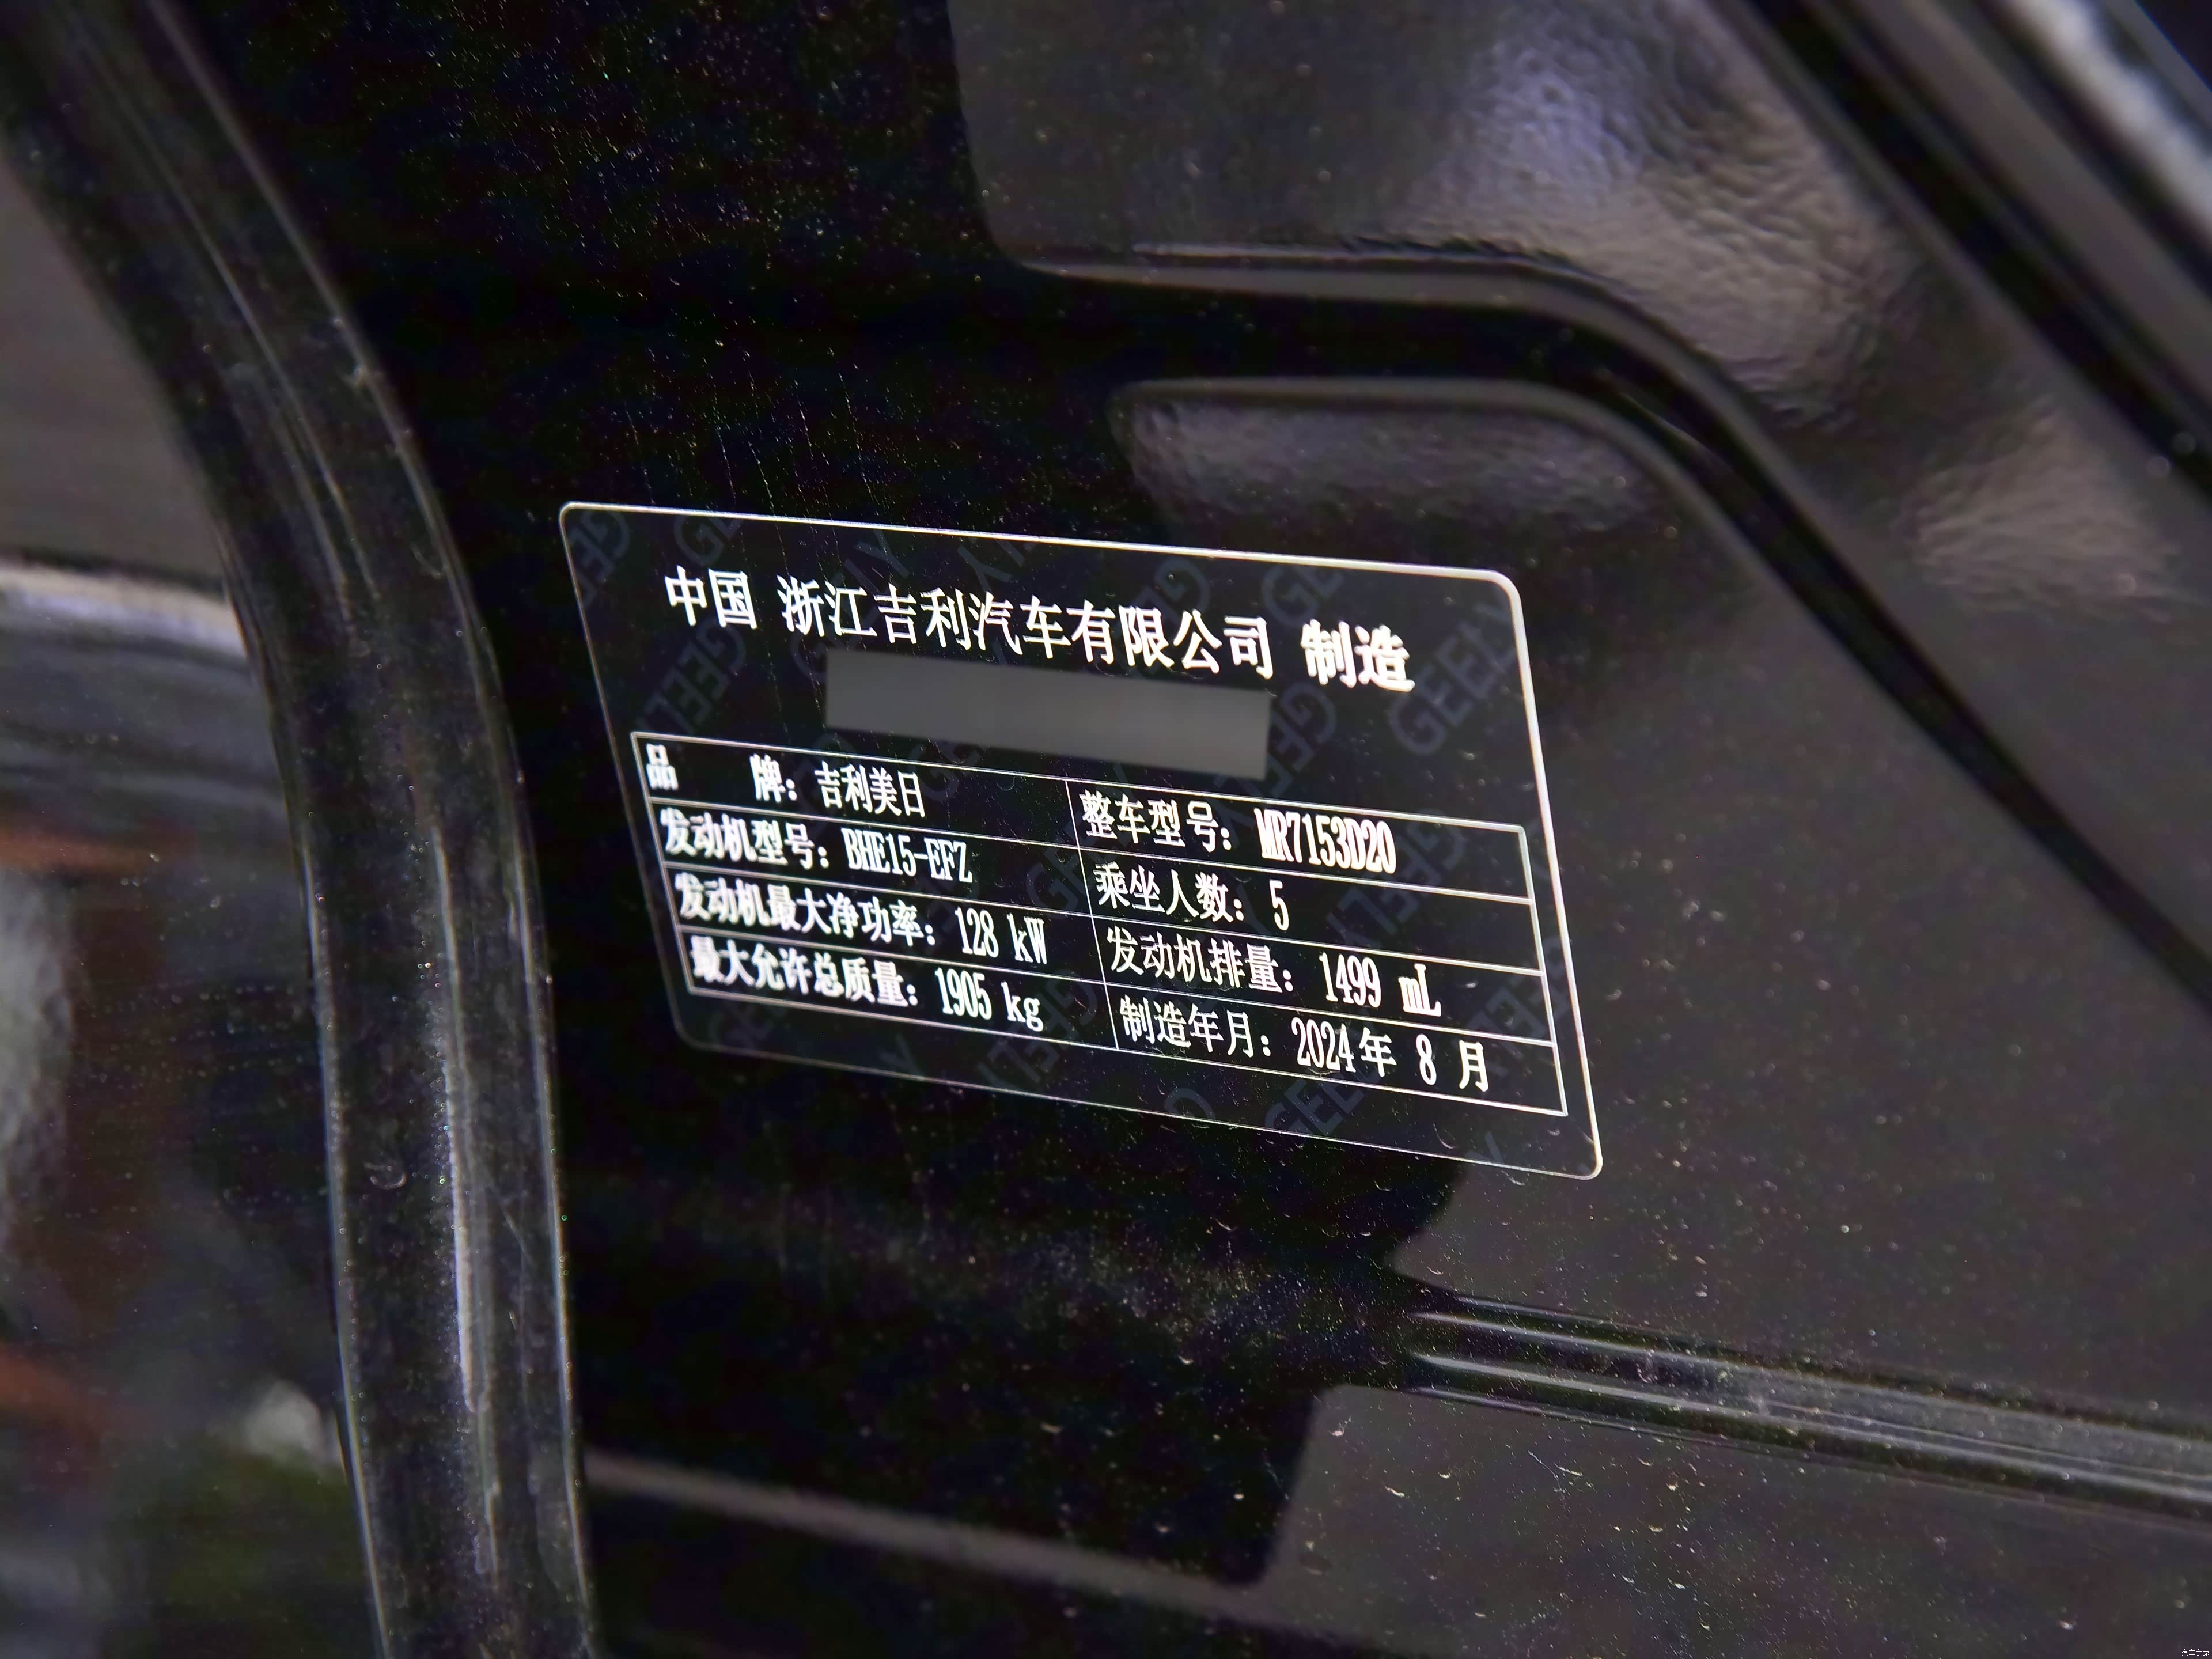 中国 浙江吉利汽车有限公司 制造
品 牌：吉利美日 整车型号：MR7153D20
发动机型号：BHE15-EFZ 乘坐人数：5
发动机最大净功率：128 kW 发动机排量：1499 mL
最大允许总质量：1905 kg 制造年月：2024年 8 月
GEELY
汽车之家